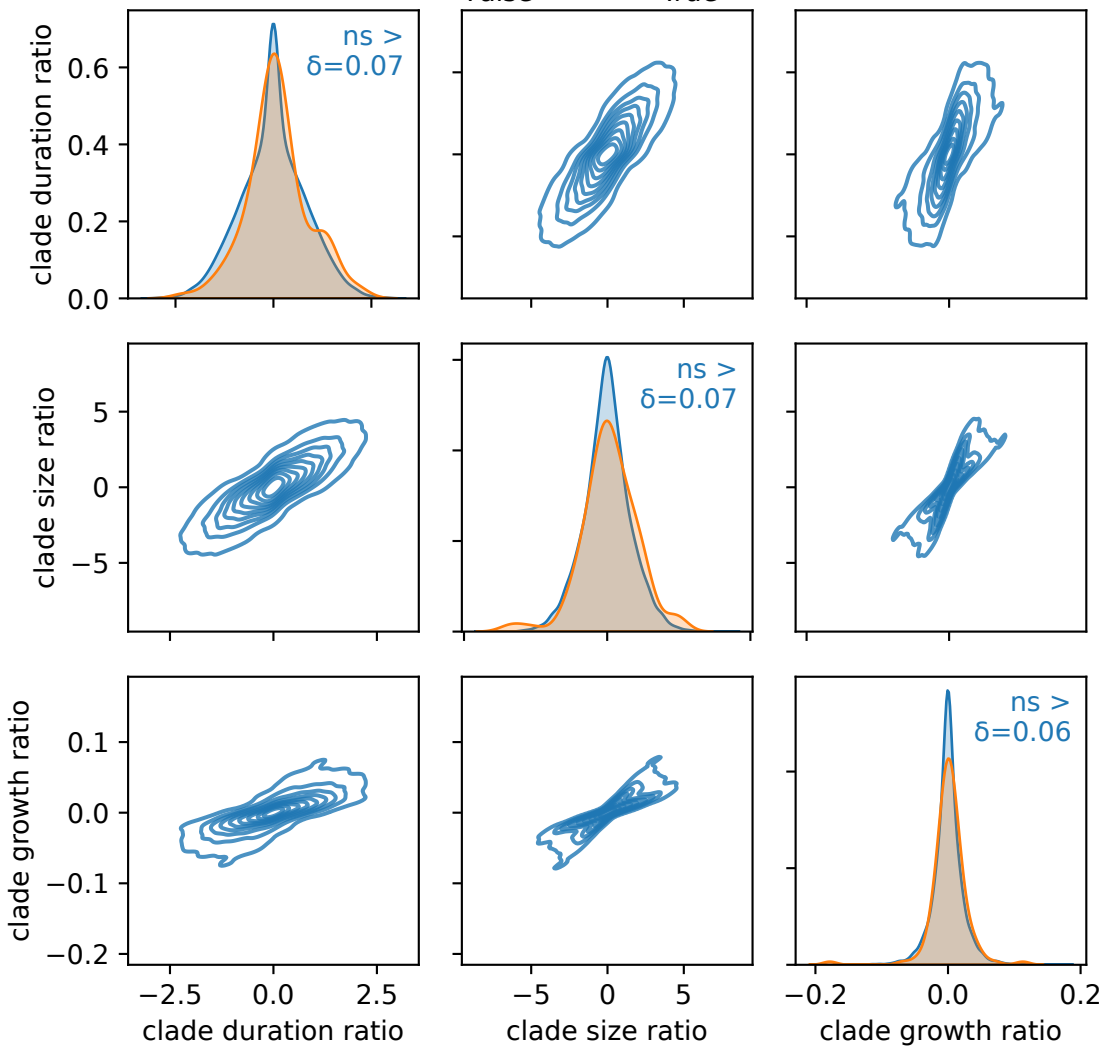 True
clade duration ratio
0.6
0.4
0.2
0.0
ns >
δ=0.07
clade size ratio
5
0
−5
ns >
δ=0.07
clade growth ratio
0.1
0.0
−0.1
−0.2
ns >
δ=0.06
−2.5 0.0 2.5
−5 0 5
−0.2 0.0 0.2
clade duration ratio
clade size ratio
clade growth ratio